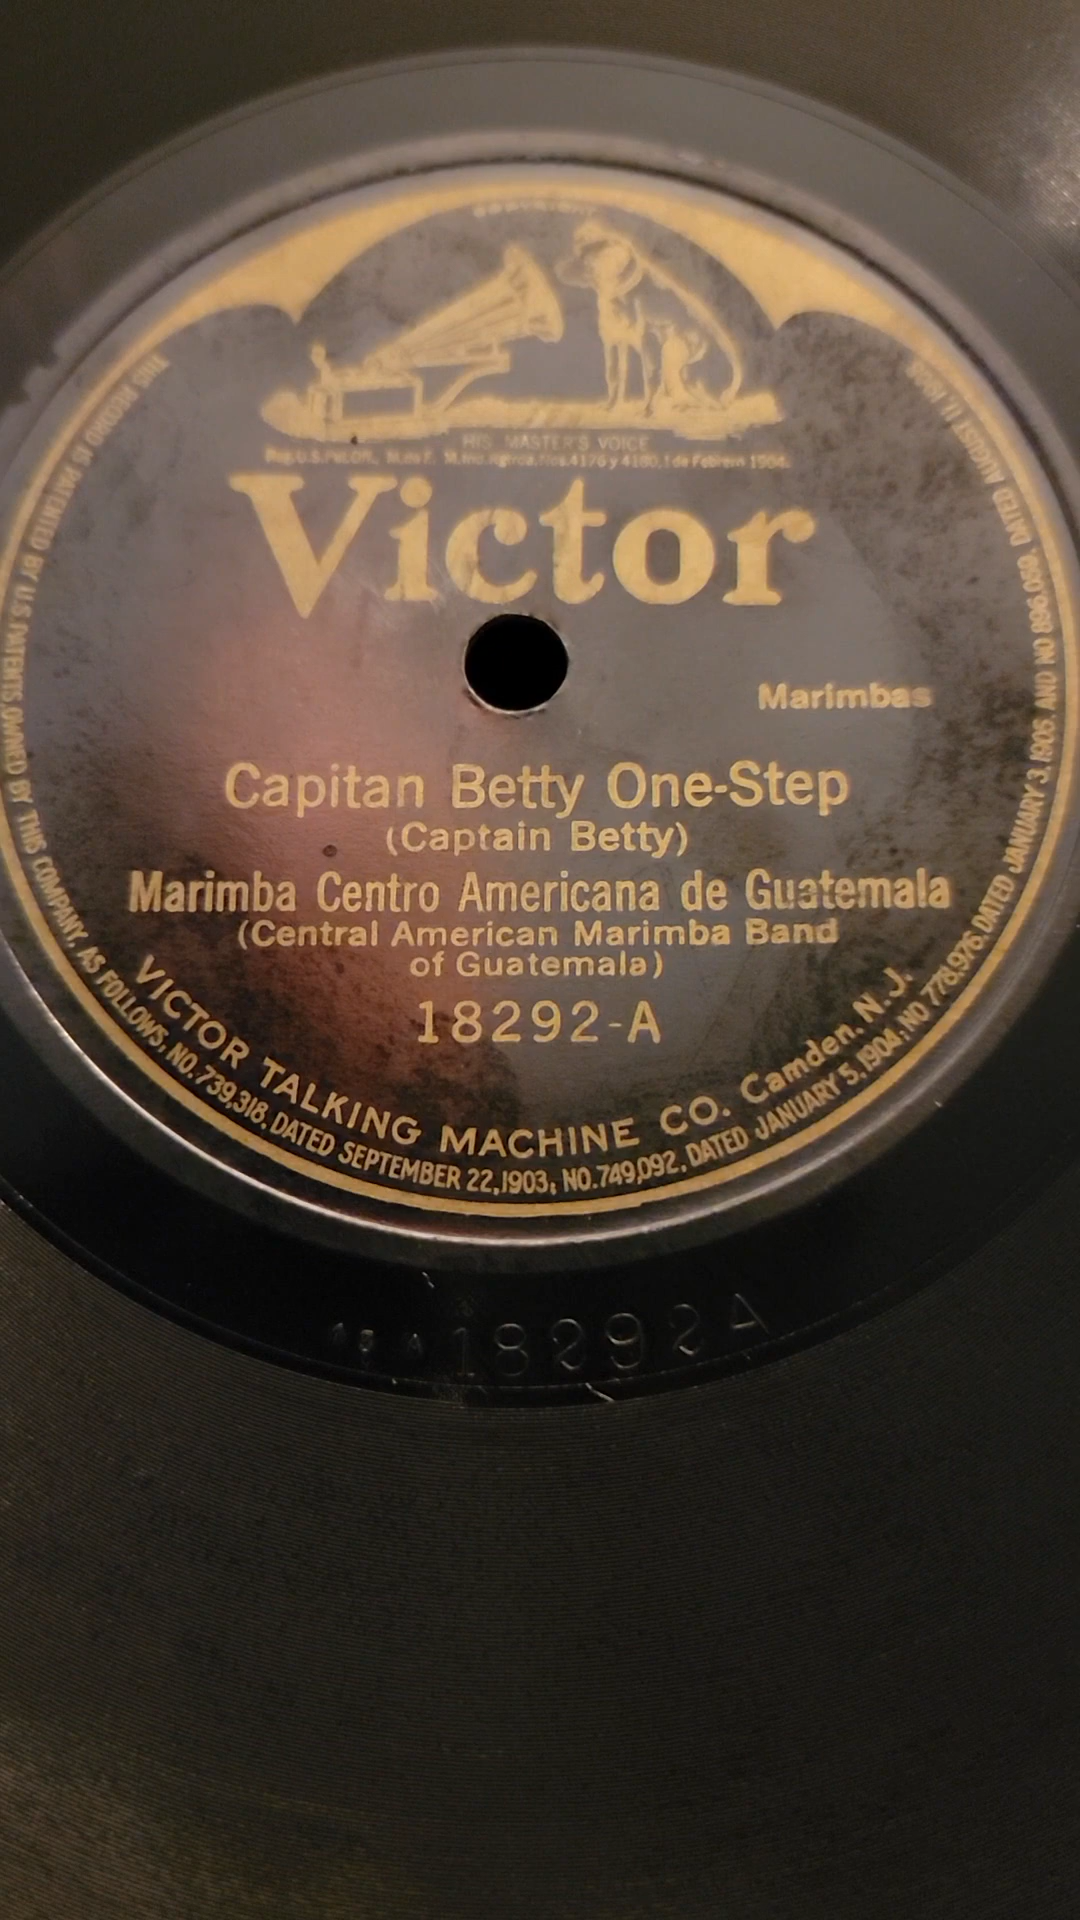 HIS MASTER'S VOICE
Victor
Marimbas
Capitan Betty One-Step
(Captain Betty)
Marimba Centro Americana de Guatemala
(Central American Marimba Band
of Guatemala)
18292-A
VICTOR TALKING MACHINE CO. Camden. N. J.
THIS RECORD IS PATENTED BY U.S. PATENTS OWNED BY THIS COMPANY, AS FOLLOWS, NO. 739,318, DATED SEPTEMBER 22, 1903; NO. 749,092, DATED JANUARY 5, 1904; NO 778,976, DATED JANUARY 3, 1905. AND NO 896,059, DATED AUGUST 11, 1908
18292 A